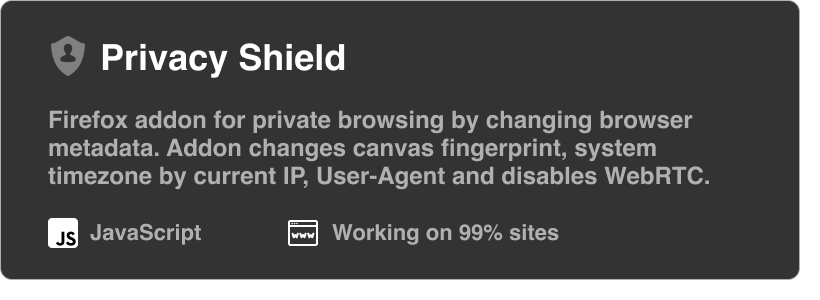 Privacy Shield
Firefox addon for private browsing by changing browser
metadata. Addon changes canvas fingerprint, system
timezone by current IP, User-Agent and disables WebRTC.
JS JavaScript www Working on 99% sites